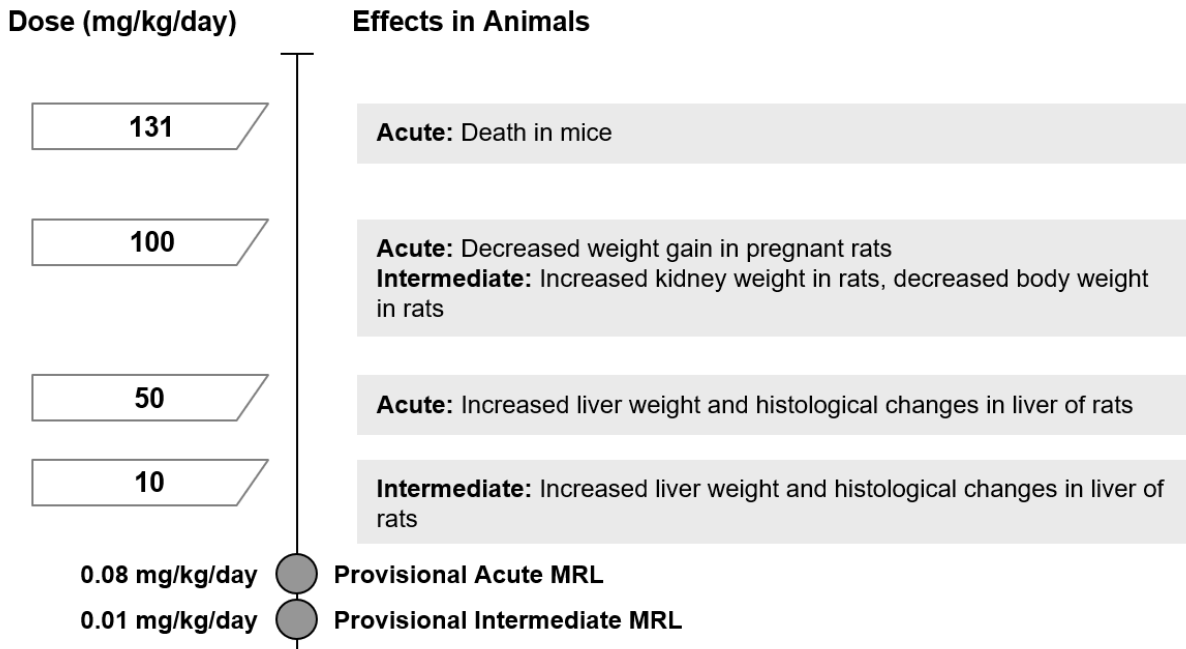 Dose (mg/kg/day) Effects in Animals
131
Acute: Death in mice
100
Acute: Decreased weight gain in pregnant rats
Intermediate: Increased kidney weight in rats, decreased body weight
in rats
50
Acute: Increased liver weight and histological changes in liver of rats
10
Intermediate: Increased liver weight and histological changes in liver of
rats
0.08 mg/kg/day Provisional Acute MRL
0.01 mg/kg/day Provisional Intermediate MRL